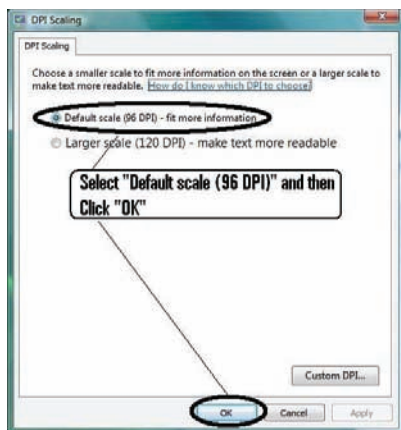 DPI Scaling
DPI Scaling
Choose a smaller scale to fit more information on the screen or a larger scale to
make text more readable. How do I know which DPI to choose?
Default scale (96 DPI) - fit more information
Larger scale (120 DPI) - make text more readable
Select "Default scale (96 DPI)" and then
Click "OK"
Custom DPI...
OK Cancel Apply